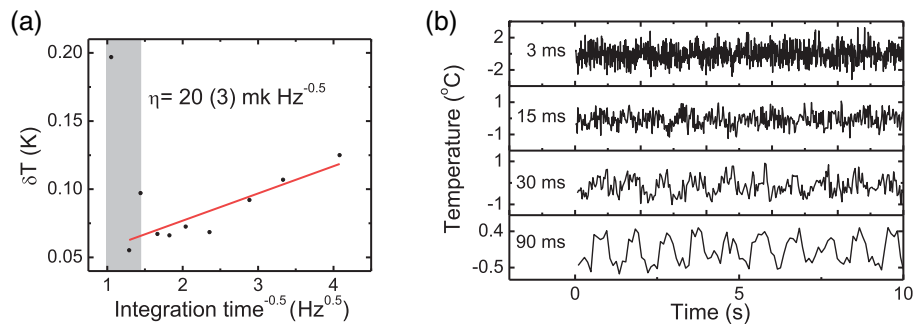 (a)
0.20
0.15
0.10
0.05
δT (K)
η= 20 (3) mk Hz-0.5
1
2
3
4
Integration time-0.5 (Hz0.5)
(b)
Temperature (oC)
2
-2
3 ms
1
-1
15 ms
1
-1
30 ms
0.4
-0.5
90 ms
0
5
10
Time (s)